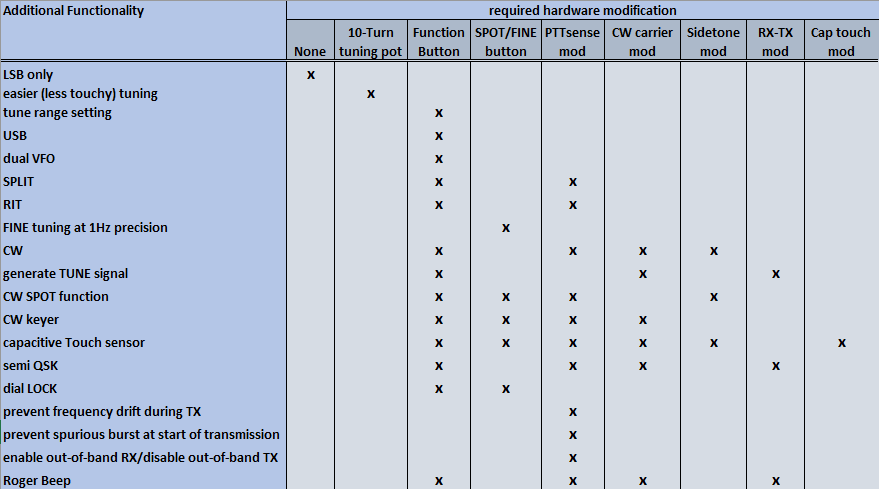 Additional Functionality required hardware modification
None 10-Turn tuning pot Function Button SPOT/FINE button PTTsense mod CW carrier mod Sidetone mod RX-TX mod Cap touch mod
LSB only x
easier (less touchy) tuning x
tune range setting x
USB x
dual VFO x
SPLIT x x
RIT x x
FINE tuning at 1Hz precision x
CW x x x x
generate TUNE signal x x x
CW SPOT function x x x x
CW keyer x x x x
capacitive Touch sensor x x x x x x
semi QSK x x x x
dial LOCK x x
prevent frequency drift during TX x
prevent spurious burst at start of transmission x
enable out-of-band RX/disable out-of-band TX x
Roger Beep x x x x